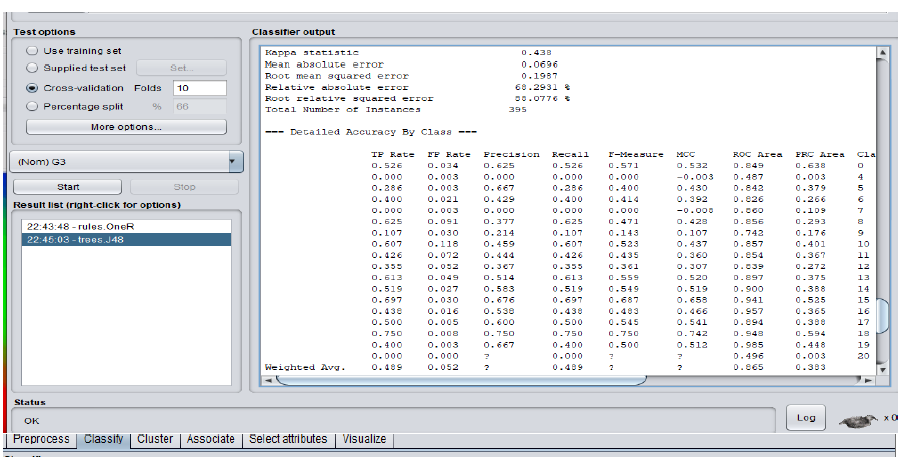 Test options
Use training set
Supplied test set Set...
Cross-validation Folds 10
Percentage split % 66
More options...
(Nom) G3
Start Stop
Result list (right-click for options)
22:43:48 - rules.OneR
22:45:03 - trees.J48
Classifier output
Kappa statistic 0.438
Mean absolute error 0.0696
Root mean squared error 0.1987
Relative absolute error 68.2931 %
Root relative squared error 88.0776 %
Total Number of Instances 395
=== Detailed Accuracy By Class ===
TP Rate FP Rate Precision Recall F-Measure MCC ROC Area PRC Area Cla
0.526 0.034 0.625 0.526 0.571 0.532 0.849 0.638 0
0.000 0.003 0.000 0.000 0.000 -0.003 0.487 0.003 4
0.286 0.003 0.667 0.286 0.400 0.430 0.842 0.379 5
0.400 0.021 0.429 0.400 0.414 0.392 0.826 0.266 6
0.000 0.003 0.000 0.000 0.000 -0.008 0.860 0.109 7
0.625 0.091 0.377 0.625 0.471 0.428 0.856 0.293 8
0.107 0.030 0.214 0.107 0.143 0.107 0.742 0.176 9
0.607 0.118 0.459 0.607 0.523 0.437 0.857 0.401 10
0.426 0.072 0.444 0.426 0.435 0.360 0.854 0.367 11
0.355 0.052 0.367 0.355 0.361 0.307 0.839 0.272 12
0.613 0.049 0.514 0.613 0.559 0.520 0.897 0.375 13
0.519 0.027 0.583 0.519 0.549 0.519 0.900 0.388 14
0.697 0.030 0.676 0.697 0.687 0.658 0.941 0.525 15
0.438 0.016 0.538 0.438 0.483 0.466 0.957 0.365 16
0.500 0.005 0.600 0.500 0.545 0.541 0.894 0.388 17
0.750 0.008 0.750 0.750 0.750 0.742 0.948 0.594 18
0.400 0.003 0.667 0.400 0.500 0.512 0.985 0.448 19
0.000 0.000 ? 0.000 ? ? 0.496 0.003 20
Weighted Avg. 0.489 0.052 ? 0.489 ? ? 0.865 0.383
Status
OK
Log x 0
Preprocess Classify Cluster Associate Select attributes Visualize